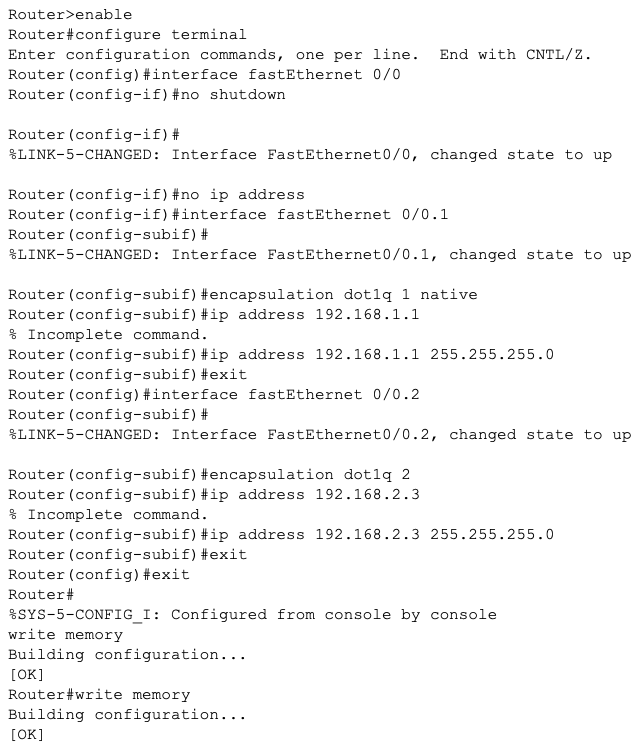 Router>enable
Router#configure terminal
Enter configuration commands, one per line.  End with CNTL/Z.
Router(config)#interface fastEthernet 0/0
Router(config-if)#no shutdown

Router(config-if)#
%LINK-5-CHANGED: Interface FastEthernet0/0, changed state to up

Router(config-if)#no ip address
Router(config-if)#interface fastEthernet 0/0.1
Router(config-subif)#
%LINK-5-CHANGED: Interface FastEthernet0/0.1, changed state to up

Router(config-subif)#encapsulation dot1q 1 native
Router(config-subif)#ip address 192.168.1.1
% Incomplete command.
Router(config-subif)#ip address 192.168.1.1 255.255.255.0
Router(config-subif)#exit
Router(config)#interface fastEthernet 0/0.2
Router(config-subif)#
%LINK-5-CHANGED: Interface FastEthernet0/0.2, changed state to up

Router(config-subif)#encapsulation dot1q 2
Router(config-subif)#ip address 192.168.2.3
% Incomplete command.
Router(config-subif)#ip address 192.168.2.3 255.255.255.0
Router(config-subif)#exit
Router(config)#exit
Router#
%SYS-5-CONFIG_I: Configured from console by console
write memory
Building configuration...
[OK]
Router#write memory
Building configuration...
[OK]